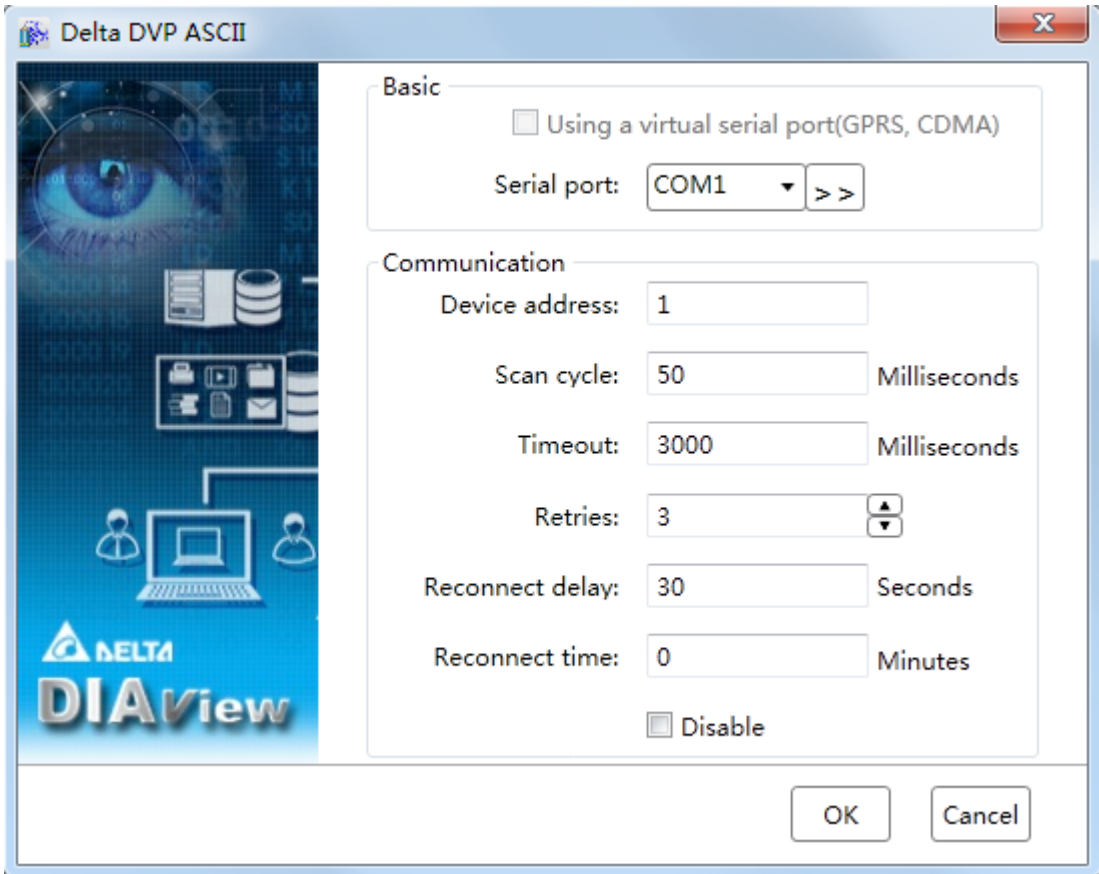 Delta DVP ASCII
Basic
Using a virtual serial port(GPRS, CDMA)
Serial port: COM1 >>
Communication
Device address: 1
Scan cycle: 50 Milliseconds
Timeout: 3000 Milliseconds
Retries: 3
Reconnect delay: 30 Seconds
Reconnect time: 0 Minutes
Disable
DELTA
DIAView
OK Cancel